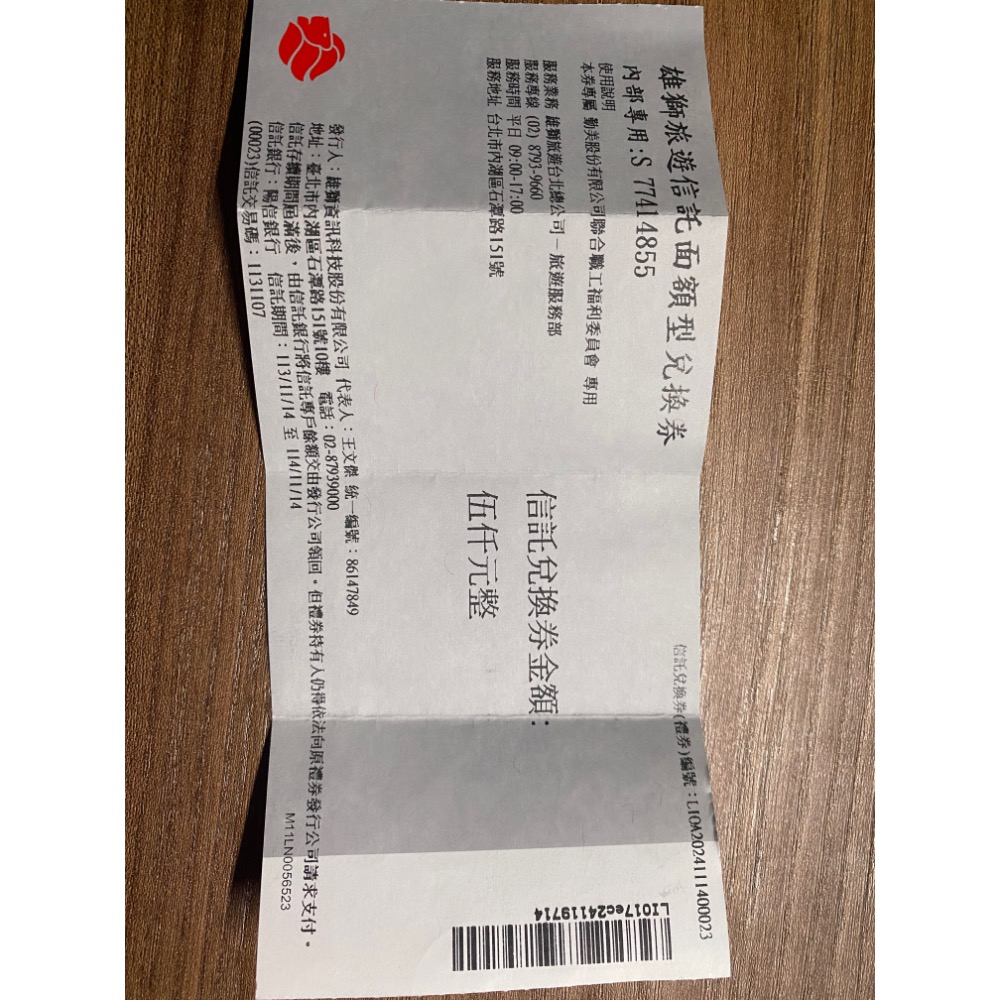 雄獅旅遊信託面額型兌換券
信託兌換券(禮券)編號：LION2024111400023
內部專用:S 77414855
使用說明
本券專屬 勤美股份有限公司聯合職工福利委員會 專用
服務業務 雄獅旅遊台北總公司－旅遊服務部
服務專線 (02) 8793-9660
服務時間 平日 09:00-17:00
服務地址 台北市內湖區石潭路151號
信託兌換券金額:
伍仟元整
LI017ec24119714
發行人：雄獅資訊科技股份有限公司 代表人：王文傑 統一編號：86147849
地址：臺北市內湖區石潭路151號10樓 電話：02-87939000
信託存續期間屆滿後，由信託銀行將信託專戶餘額交由發行公司領回。但禮券持有人仍得依法向原禮券發行公司請求支付。
信託銀行：陽信銀行 信託期間：113/11/14 至 114/11/14
(00023)信託交易碼：1131107
M11LN0056523